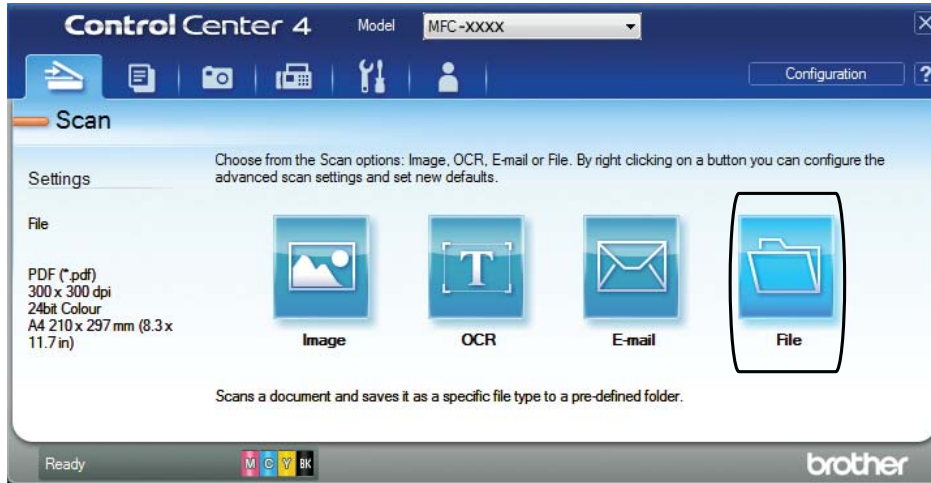 Control Center 4 Model MFC-XXXX X
Configuration ?
Scan
Settings
Choose from the Scan options: Image, OCR, E-mail or File. By right clicking on a button you can configure the
advanced scan settings and set new defaults.
File
PDF (*.pdf)
300 x 300 dpi
24bit Colour
A4 210 x 297 mm (8.3 x
11.7 in)
T
Image OCR E-mail File
Scans a document and saves it as a specific file type to a pre-defined folder.
Ready M C Y BK brother